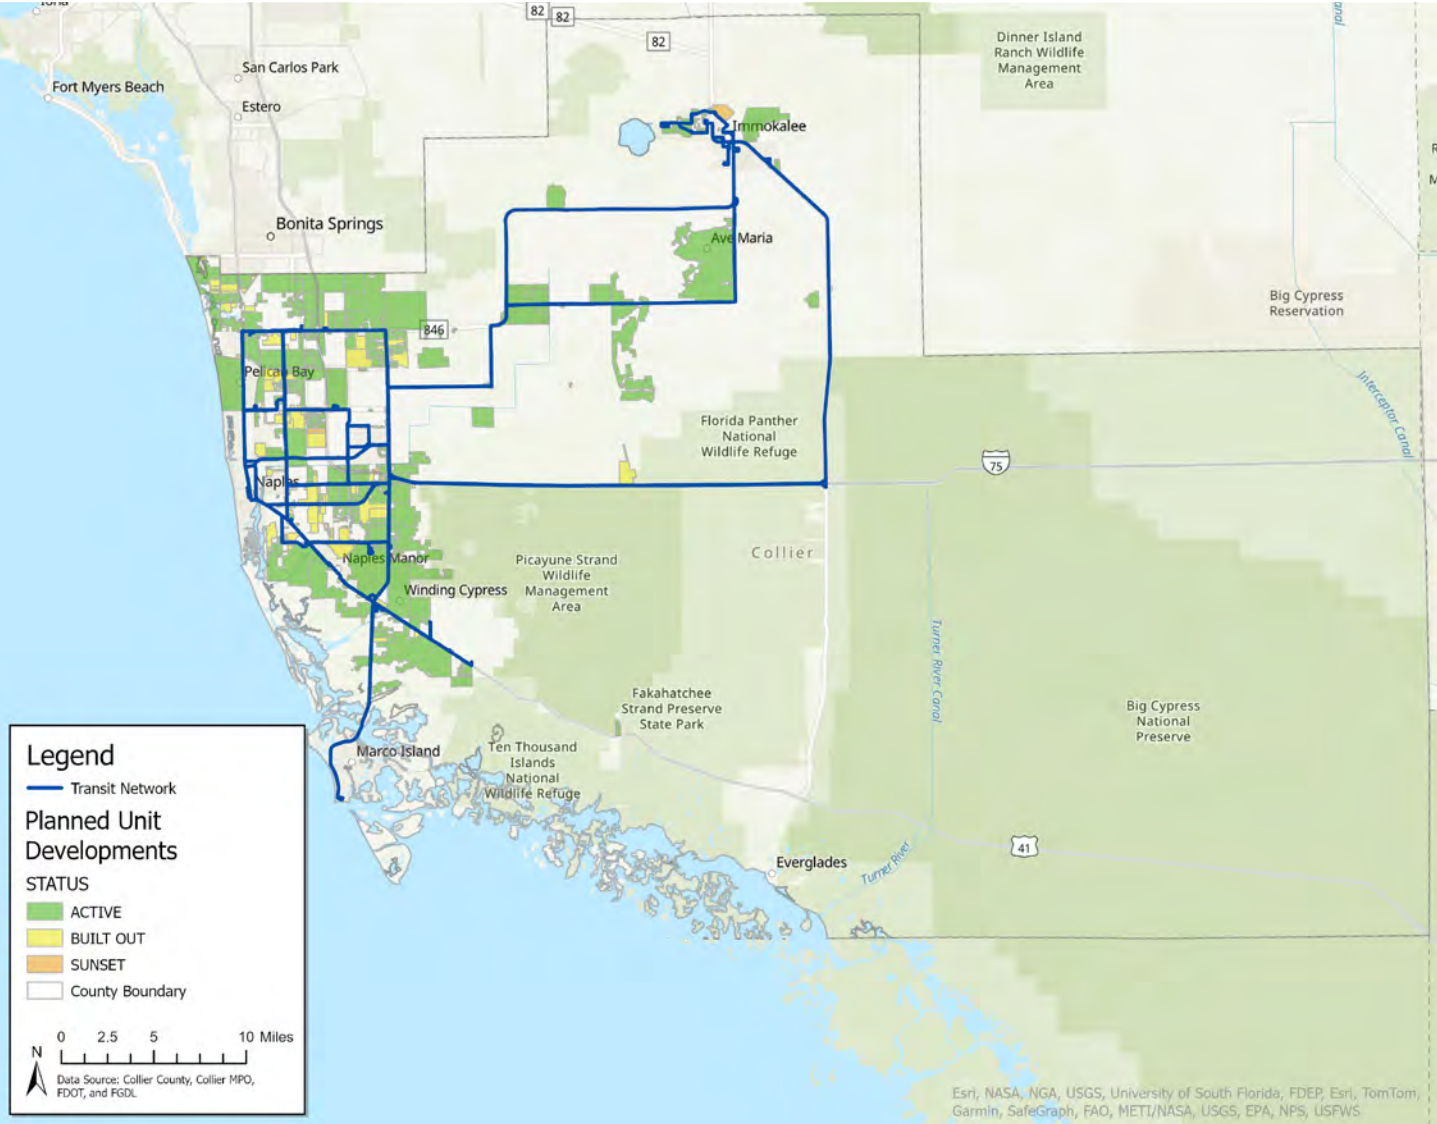 Iona
82
82
82
San Carlos Park
Fort Myers Beach
Estero
Dinner Island
Ranch Wildlife
Management
Area
Immokalee
Bonita Springs
Ave Maria
Big Cypress
Reservation
846
Pelican Bay
Interceptor Canal
Florida Panther
National
Wildlife Refuge
75
Naples
Collier
Naples Manor
Picayune Strand
Wildlife
Management
Area
Winding Cypress
Turner River Canal
Fakahatchee
Strand Preserve
State Park
Big Cypress
National
Preserve
Marco Island
Ten Thousand
Islands
National
Wildlife Refuge
41
Everglades
Turner River
Legend
Transit Network
Planned Unit
Developments
STATUS
ACTIVE
BUILT OUT
SUNSET
County Boundary
0 2.5 5 10 Miles
N
Data Source: Collier County, Collier MPO,
FDOT, and FGDL
Esri, NASA, NGA, USGS, University of South Florida, FDEP, Esri, TomTom,
Garmin, SafeGraph, FAO, METI/NASA, USGS, EPA, NPS, USFWS